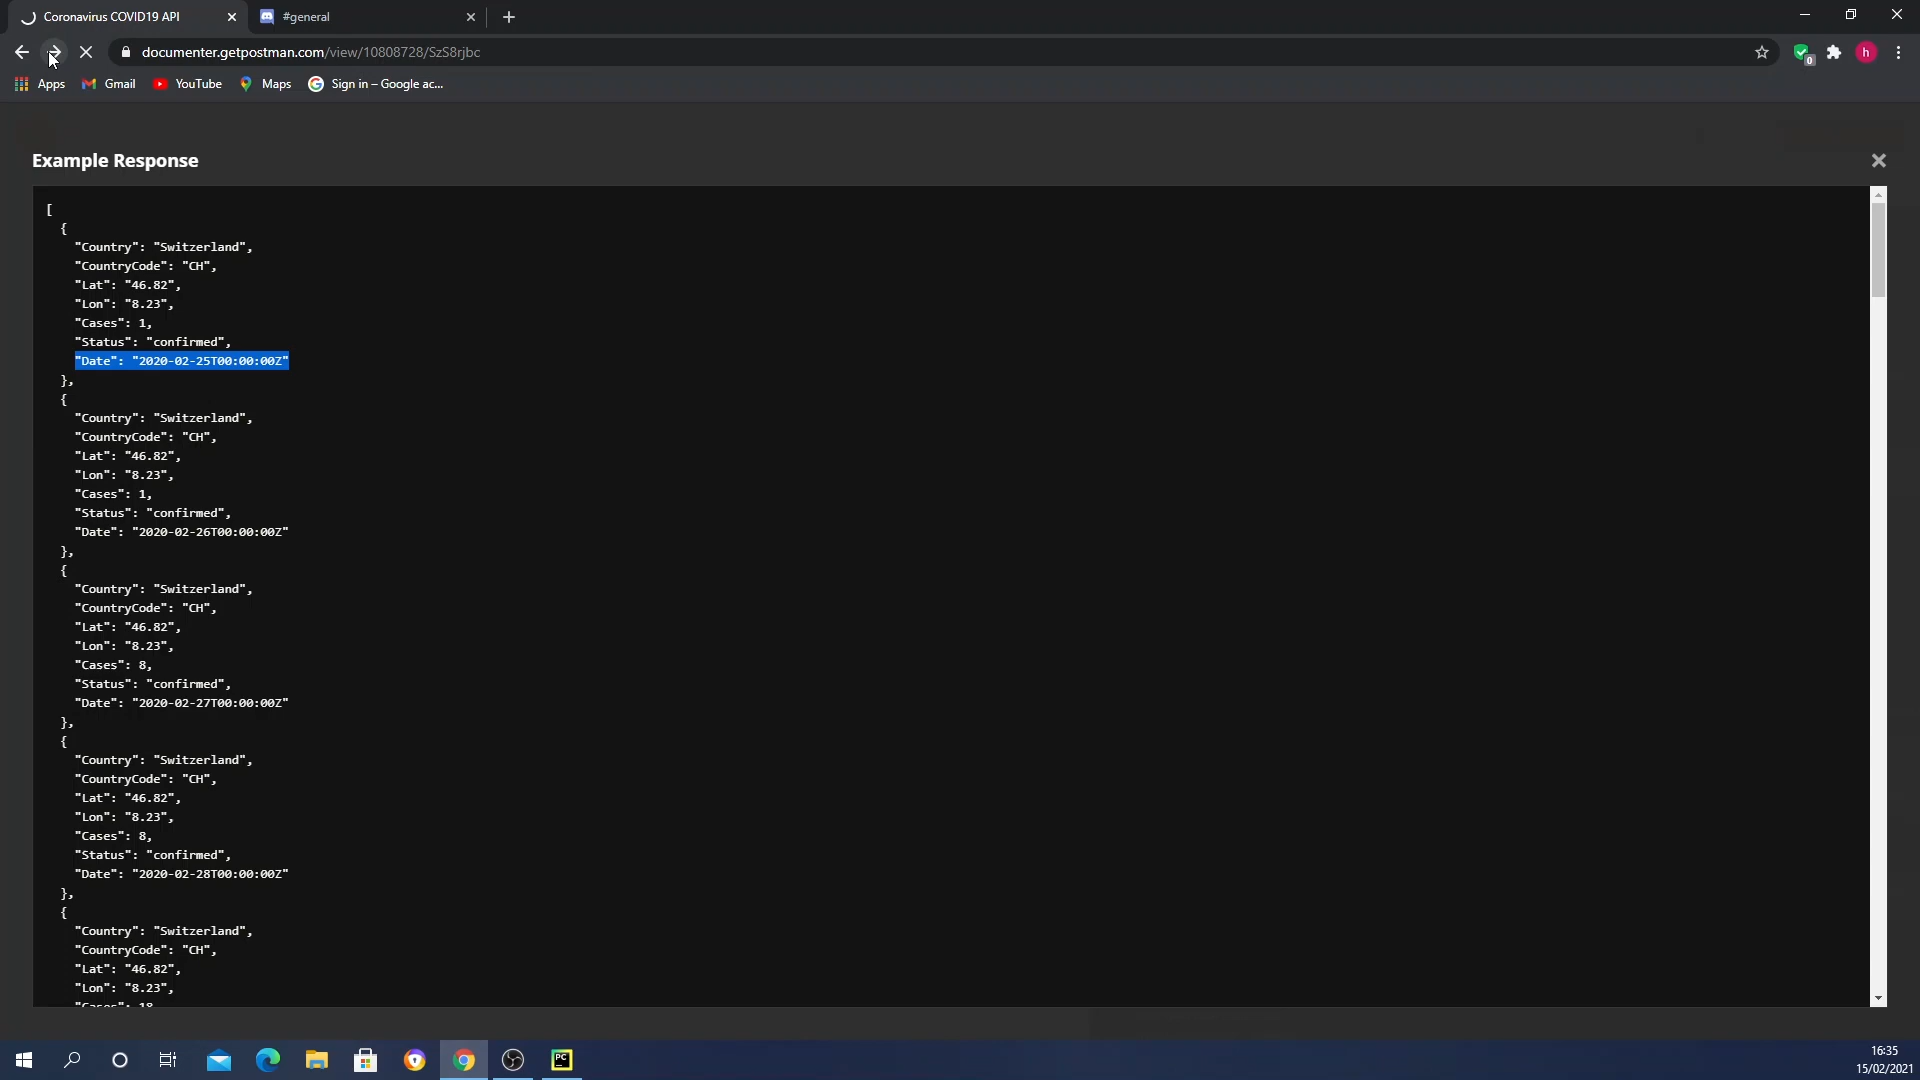 Coronavirus COVID19 API
#general
documenter.getpostman.com/view/10808728/SzS8rjbc
0
h
Apps
Gmail
YouTube
Maps
Sign in – Google ac...
Example Response
[
{
"Country": "Switzerland",
"CountryCode": "CH",
"Lat": "46.82",
"Lon": "8.23",
"Cases": 1,
"Status": "confirmed",
"Date": "2020-02-25T00:00:00Z"
},
{
"Country": "Switzerland",
"CountryCode": "CH",
"Lat": "46.82",
"Lon": "8.23",
"Cases": 1,
"Status": "confirmed",
"Date": "2020-02-26T00:00:00Z"
},
{
"Country": "Switzerland",
"CountryCode": "CH",
"Lat": "46.82",
"Lon": "8.23",
"Cases": 8,
"Status": "confirmed",
"Date": "2020-02-27T00:00:00Z"
},
{
"Country": "Switzerland",
"CountryCode": "CH",
"Lat": "46.82",
"Lon": "8.23",
"Cases": 8,
"Status": "confirmed",
"Date": "2020-02-28T00:00:00Z"
},
{
"Country": "Switzerland",
"CountryCode": "CH",
"Lat": "46.82",
"Lon": "8.23",
"Cases": 18
PC
16:35
15/02/2021